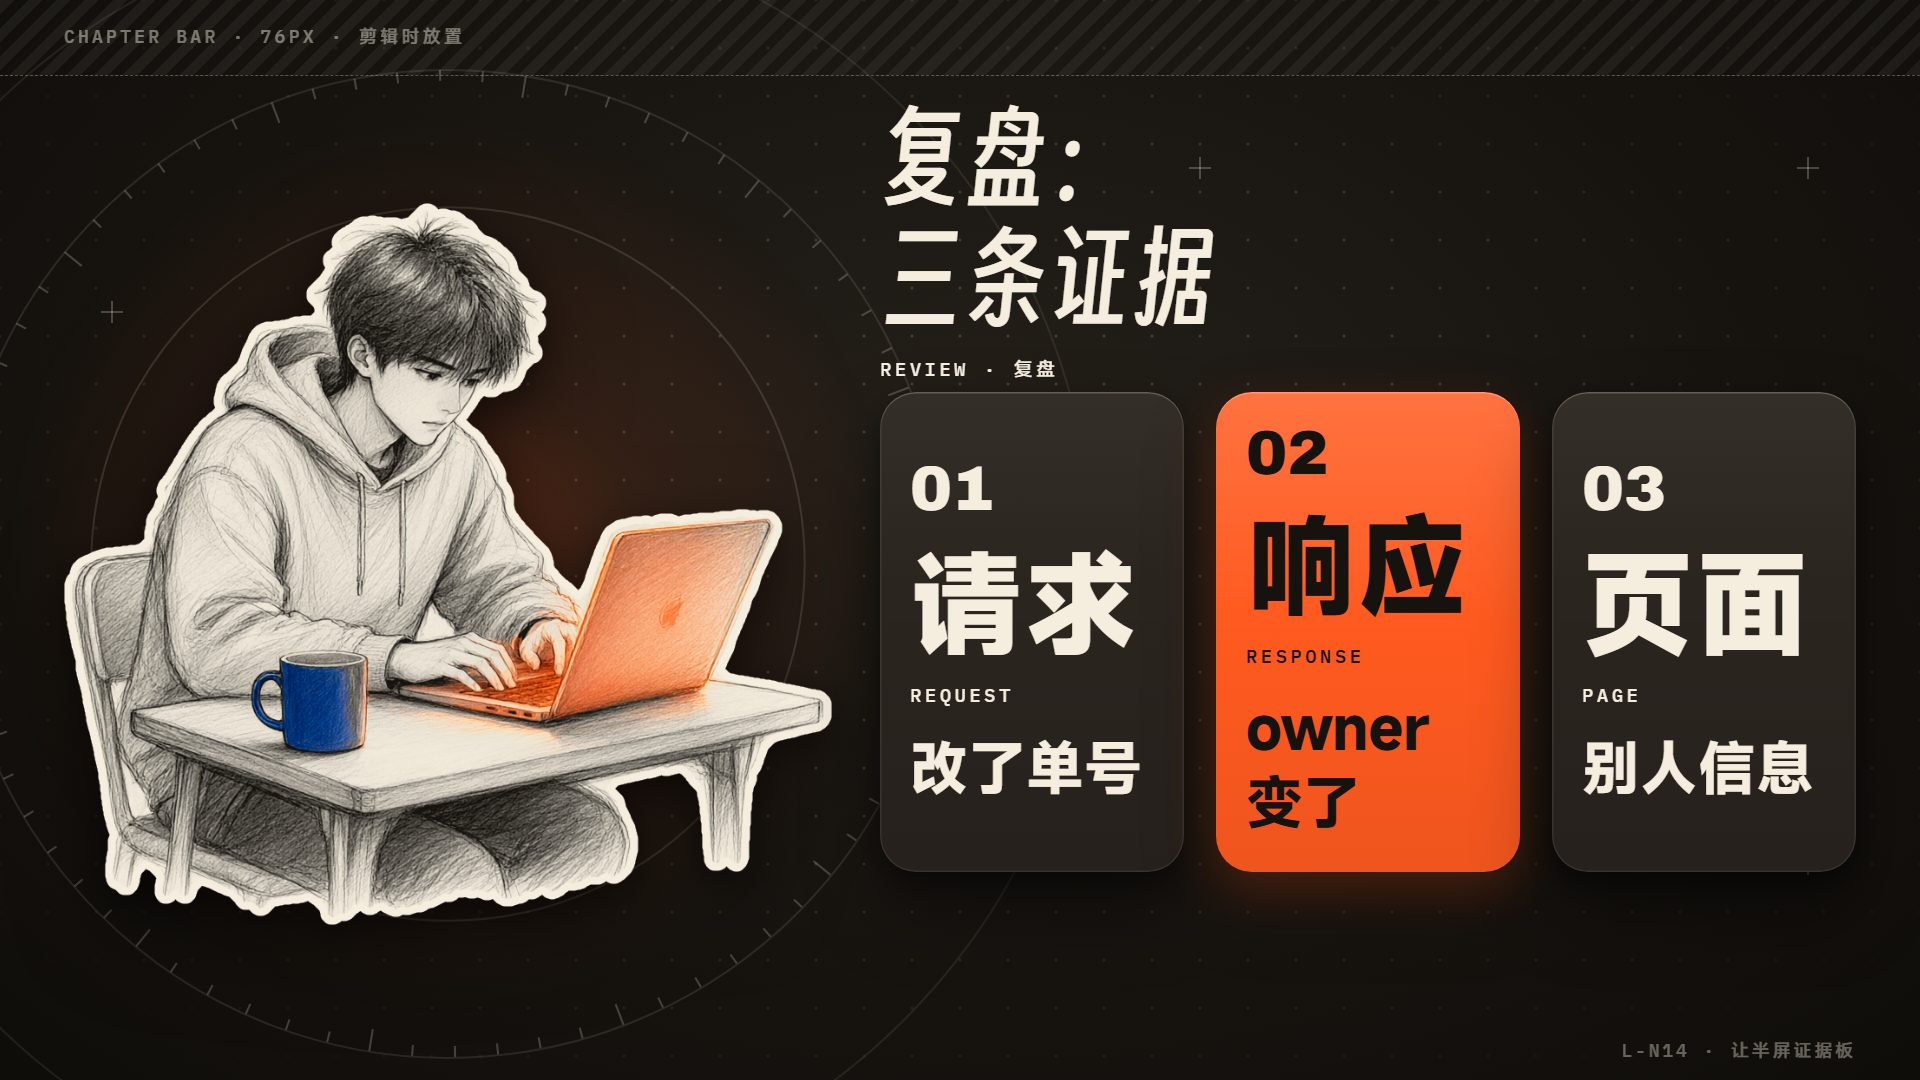 CHAPTER BAR · 76PX · 剪辑时放置
复盘：
三条证据
REVIEW · 复盘
01
请求
REQUEST
改了单号
02
响应
RESPONSE
owner
变了
03
页面
PAGE
别人信息
L-N14 · 让半屏证据板